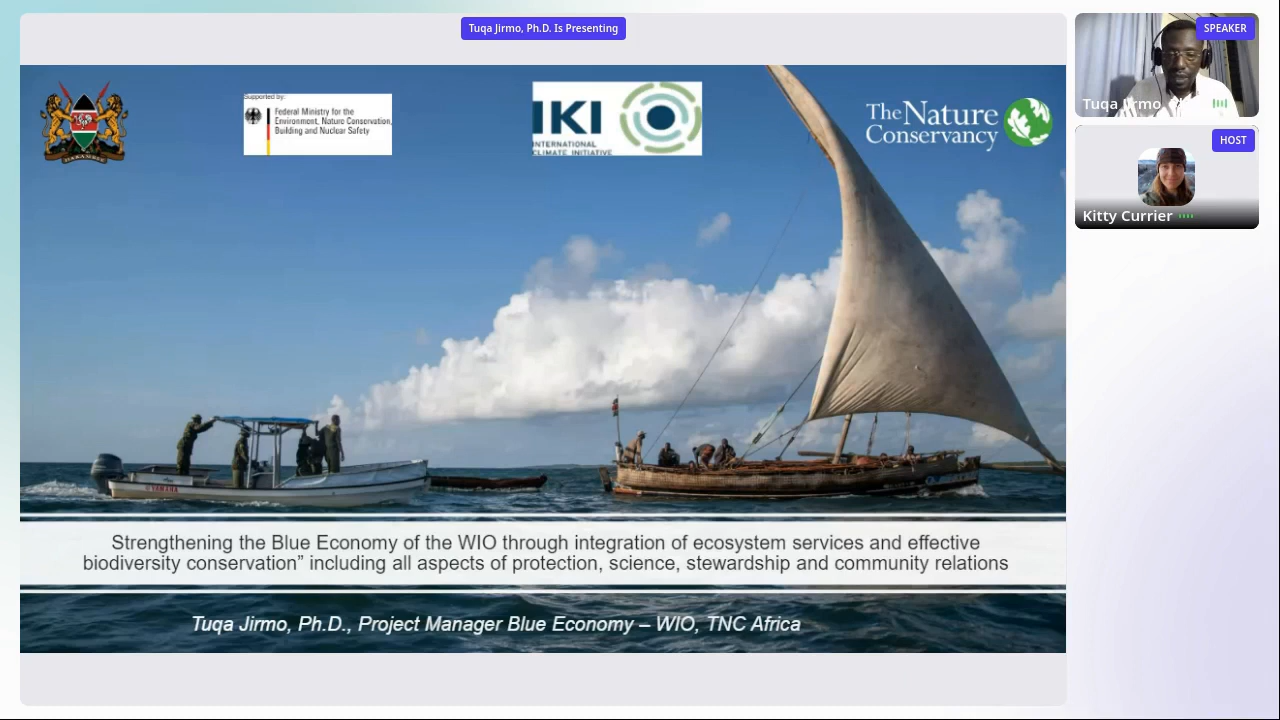 Tuqa Jirmo, Ph.D. Is Presenting
SPEAKER
HOST
Kitty Currier
Supported by:
Federal Ministry for the
Environment, Nature Conservation,
Building and Nuclear Safety
IKI
INTERNATIONAL
CLIMATE INITIATIVE
The Nature
Conservancy
HARAMBEE
YAMAHA
Strengthening the Blue Economy of the WIO through integration of ecosystem services and effective
biodiversity conservation” including all aspects of protection, science, stewardship and community relations
Tuqa Jirmo, Ph.D., Project Manager Blue Economy – WIO, TNC Africa